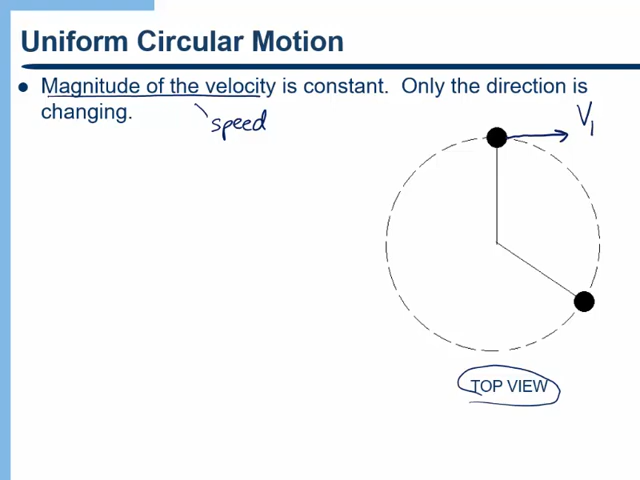 Uniform Circular Motion
Magnitude of the velocity is constant. Only the direction is
changing.
speed
V1
TOP VIEW